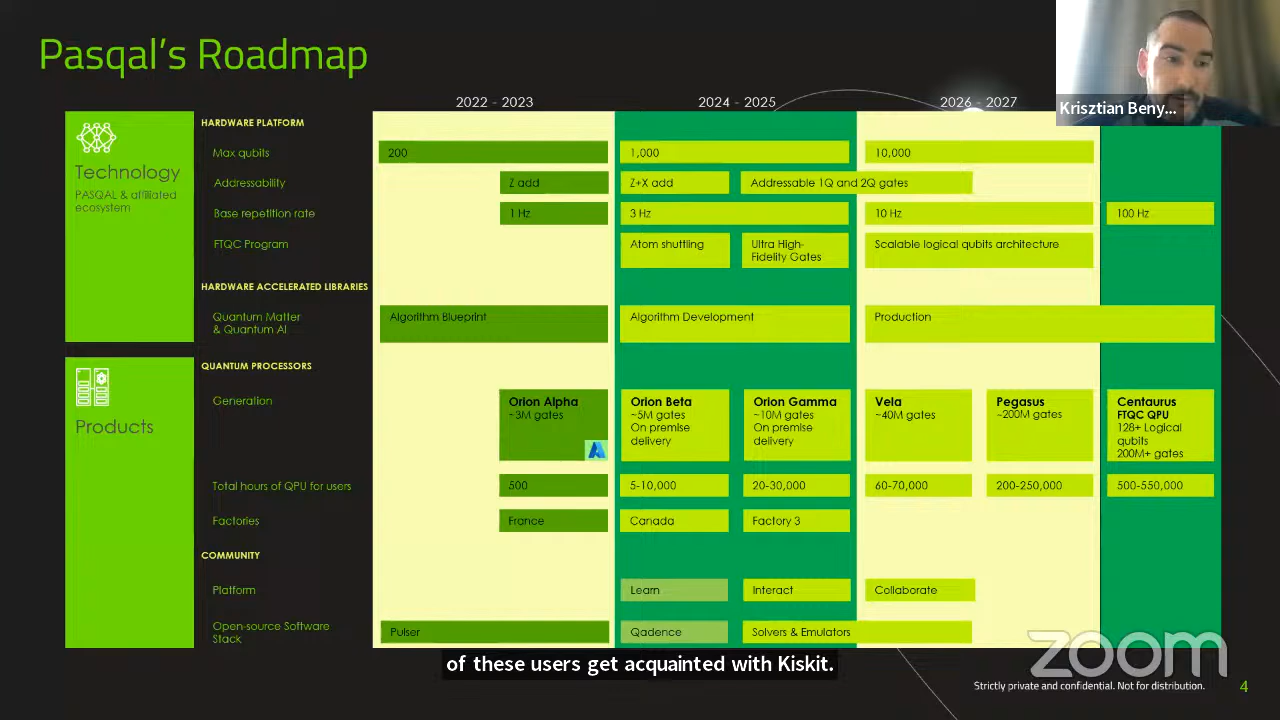 Pasqal's Roadmap
Krisztian Beny...
2022 - 2023
2024 - 2025
2026 - 2027
Technology
PASQAL & affiliated
ecosystem
HARDWARE PLATFORM
Max qubits
200
1,000
10,000
Addressability
Z add
Z+X add
Addressable 1Q and 2Q gates
Base repetition rate
1 Hz
3 Hz
10 Hz
100 Hz
FTQC Program
Atom shuttling
Ultra High-
Fidelity Gates
Scalable logical qubits architecture
HARDWARE ACCELERATED LIBRARIES
Quantum Matter
& Quantum AI
Algorithm Blueprint
Algorithm Development
Production
Products
QUANTUM PROCESSORS
Generation
Orion Alpha
~3M gates
Orion Beta
~5M gates
On premise
delivery
Orion Gamma
~10M gates
On premise
delivery
Vela
~40M gates
Pegasus
~200M gates
Centaurus
FTQC QPU
128+ Logical
qubits
200M+ gates
Total hours of QPU for users
500
5-10,000
20-30,000
60-70,000
200-250,000
500-550,000
Factories
France
Canada
Factory 3
COMMUNITY
Platform
Learn
Interact
Collaborate
Open-source Software
Stack
Pulser
Qadence
Solvers & Emulators
of these users get acquainted with Kiskit.
zoom
Strictly private and confidential. Not for distribution.
4